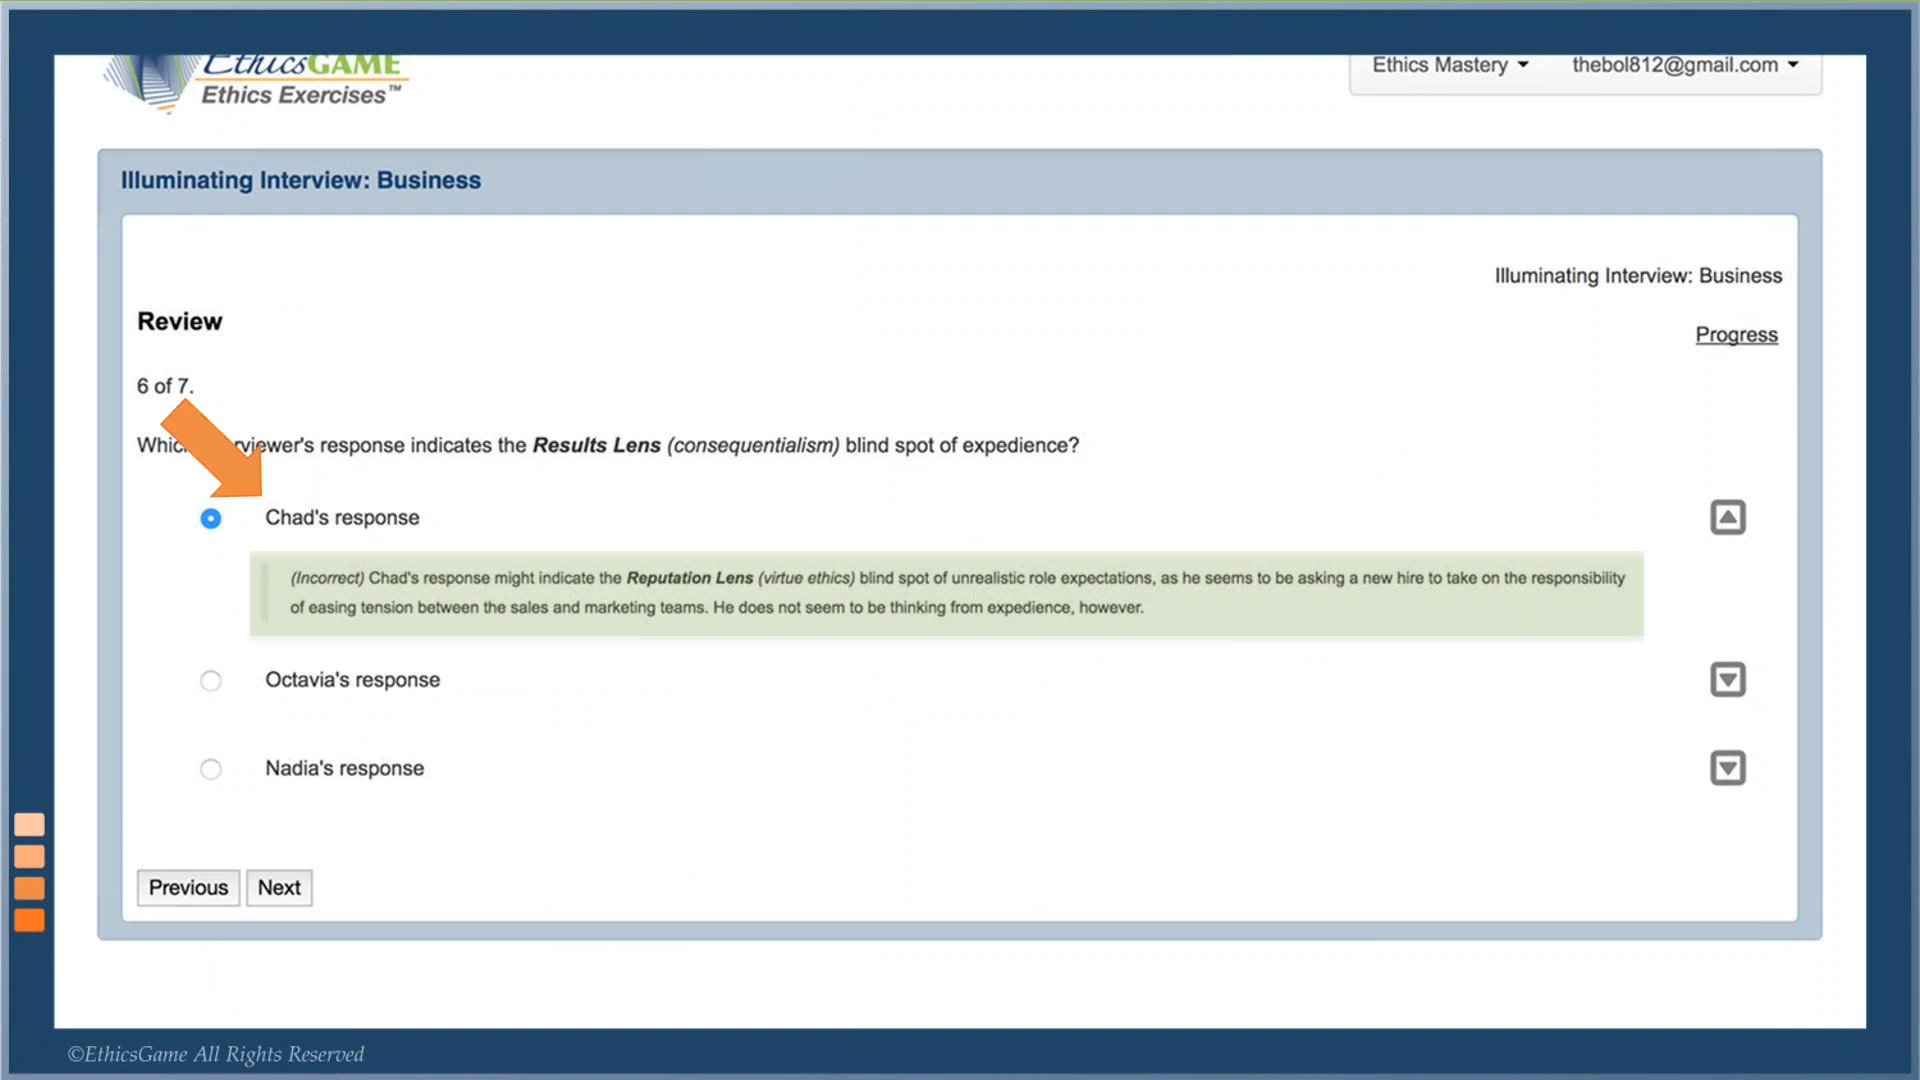 EthicsGAME
Ethics Exercises™
Ethics Mastery
thebol812@gmail.com
Illuminating Interview: Business
Illuminating Interview: Business
Review
Progress
6 of 7.
response indicates the Results Lens (consequentialism) blind spot of expedience?
Chad's response
(Incorrect) Chad's response might indicate the Reputation Lens (virtue ethics) blind spot of unrealistic role expectations, as he seems to be asking a new hire to take on the responsibility
of easing tension between the sales and marketing teams. He does not seem to be thinking from expedience, however.
Octavia's response
Nadia's response
Previous Next
©EthicsGame All Rights Reserved